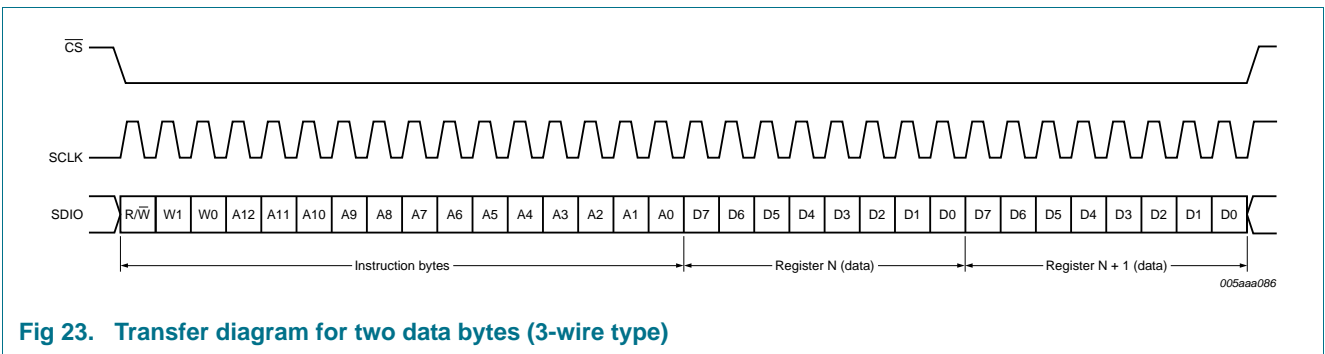 CS
SCLK
SDIO R/W W1 W0 A12 A11 A10 A9 A8 A7 A6 A5 A4 A3 A2 A1 A0 D7 D6 D5 D4 D3 D2 D1 D0 D7 D6 D5 D4 D3 D2 D1 D0
Instruction bytes Register N (data) Register N + 1 (data)
005aaa086
Fig 23. Transfer diagram for two data bytes (3-wire type)